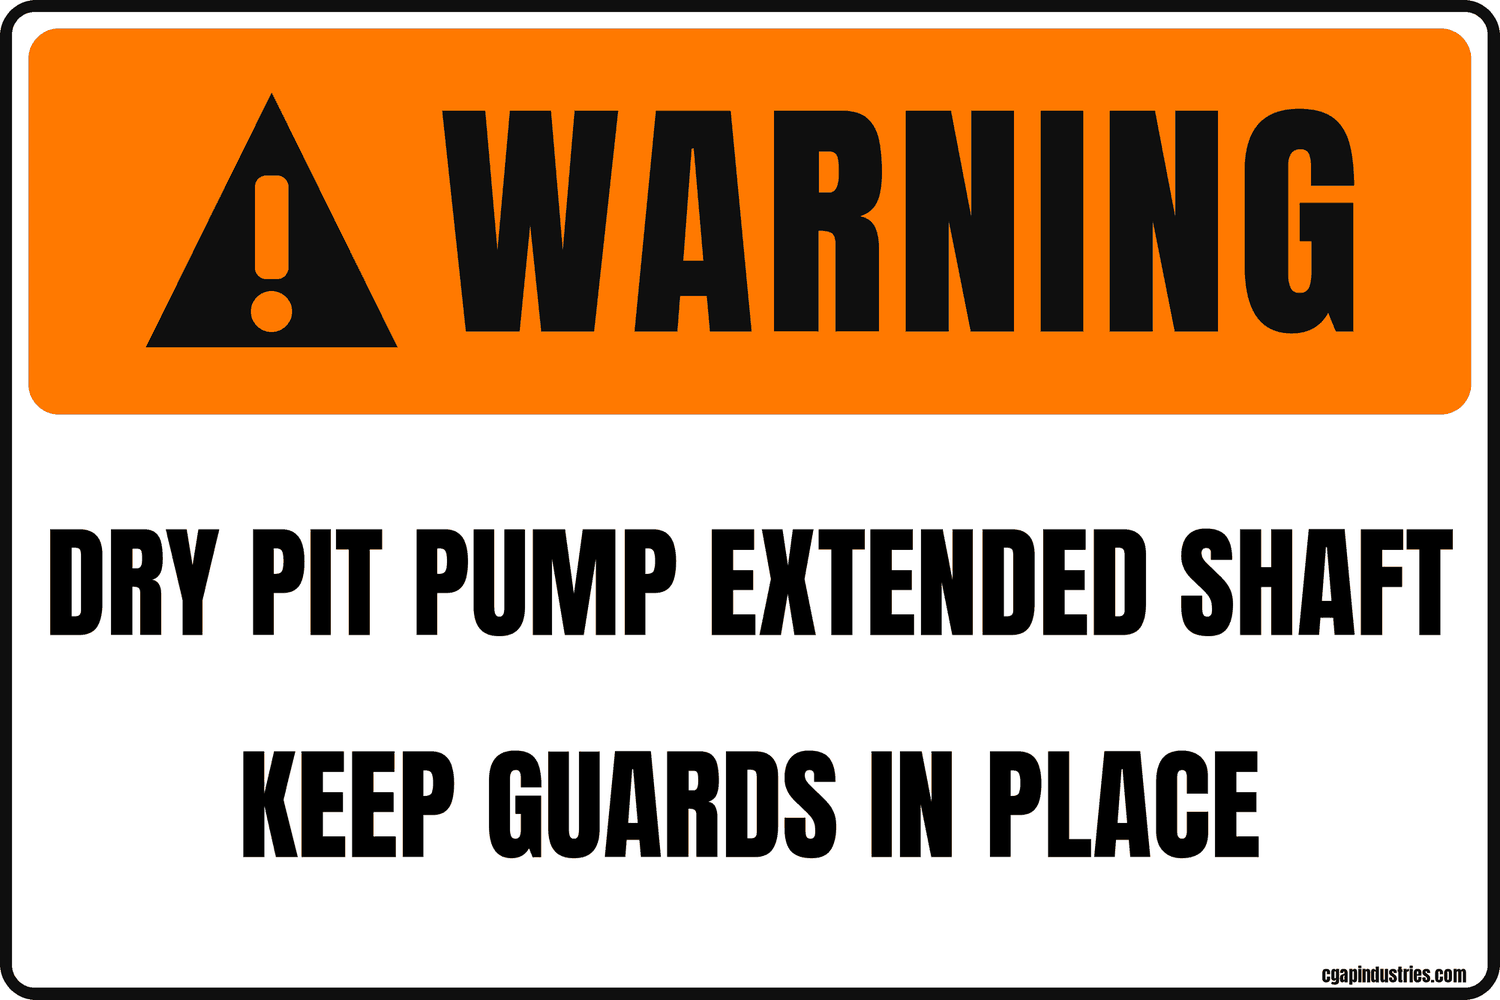 WARNING
DRY PIT PUMP EXTENDED SHAFT
KEEP GUARDS IN PLACE
cgapindustries.com